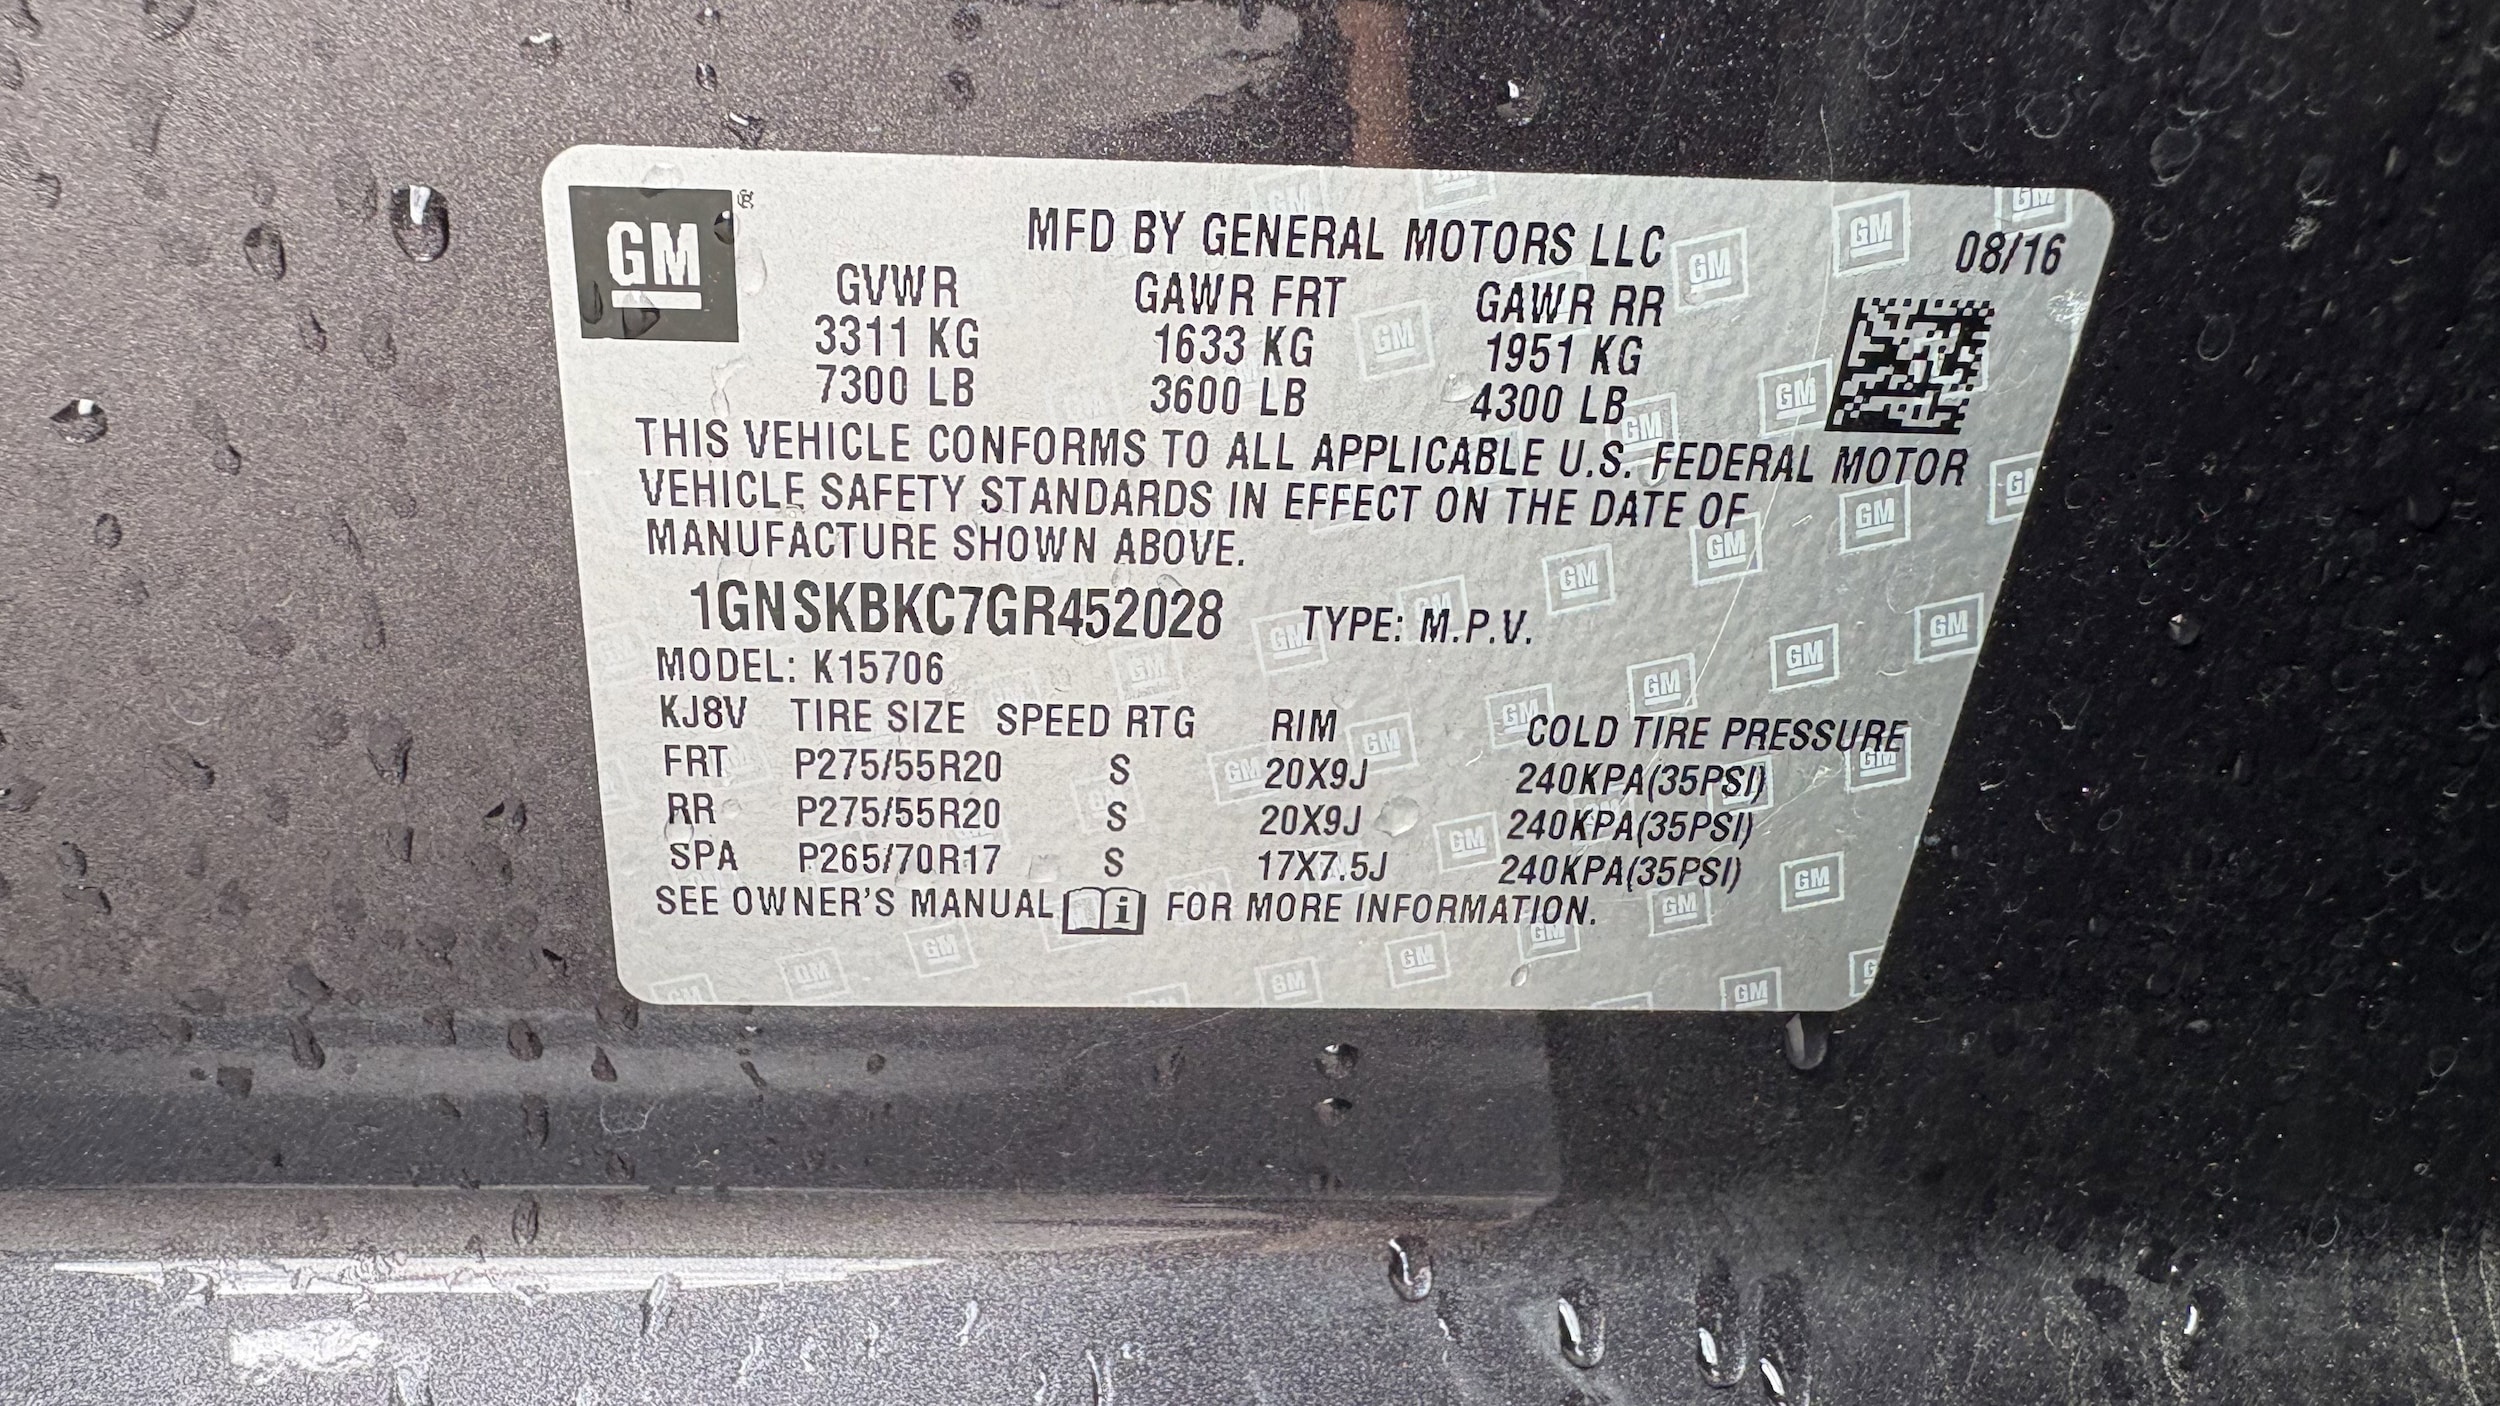 GM ®
MFD BY GENERAL MOTORS LLC 08/16
GVWR GAWR FRT GAWR RR
3311 KG 1633 KG 1951 KG
7300 LB 3600 LB 4300 LB
THIS VEHICLE CONFORMS TO ALL APPLICABLE U.S. FEDERAL MOTOR
VEHICLE SAFETY STANDARDS IN EFFECT ON THE DATE OF
MANUFACTURE SHOWN ABOVE.
1GNSKBKC7GR452028 TYPE: M.P.V.
MODEL: K15706
KJ8V TIRE SIZE SPEED RTG RIM COLD TIRE PRESSURE
FRT P275/55R20 S 20X9J 240KPA(35PSI)
RR P275/55R20 S 20X9J 240KPA(35PSI)
SPA P265/70R17 S 17X7.5J 240KPA(35PSI)
SEE OWNER'S MANUAL i FOR MORE INFORMATION.